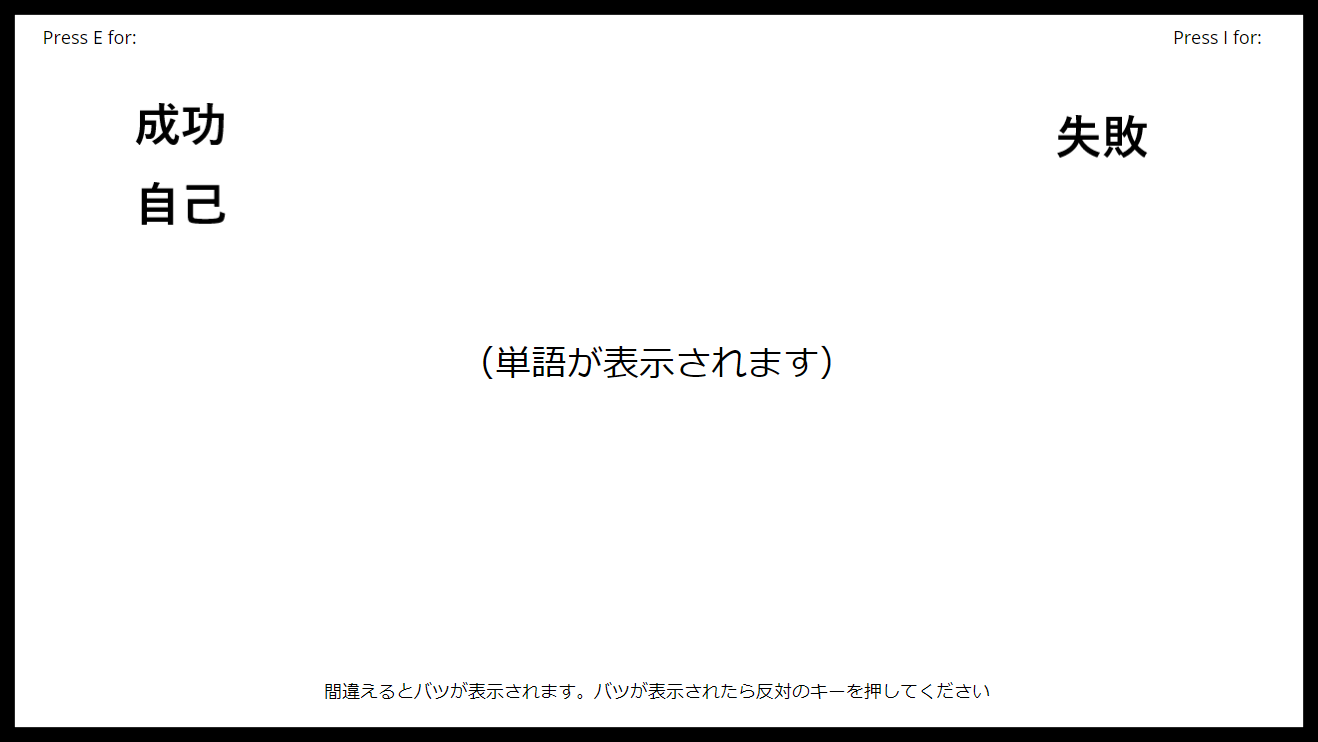 Press E for:
Press I for:
成功
自己
失敗
（単語が表示されます）
間違えるとバツが表示されます。バツが表示されたら反対のキーを押してください